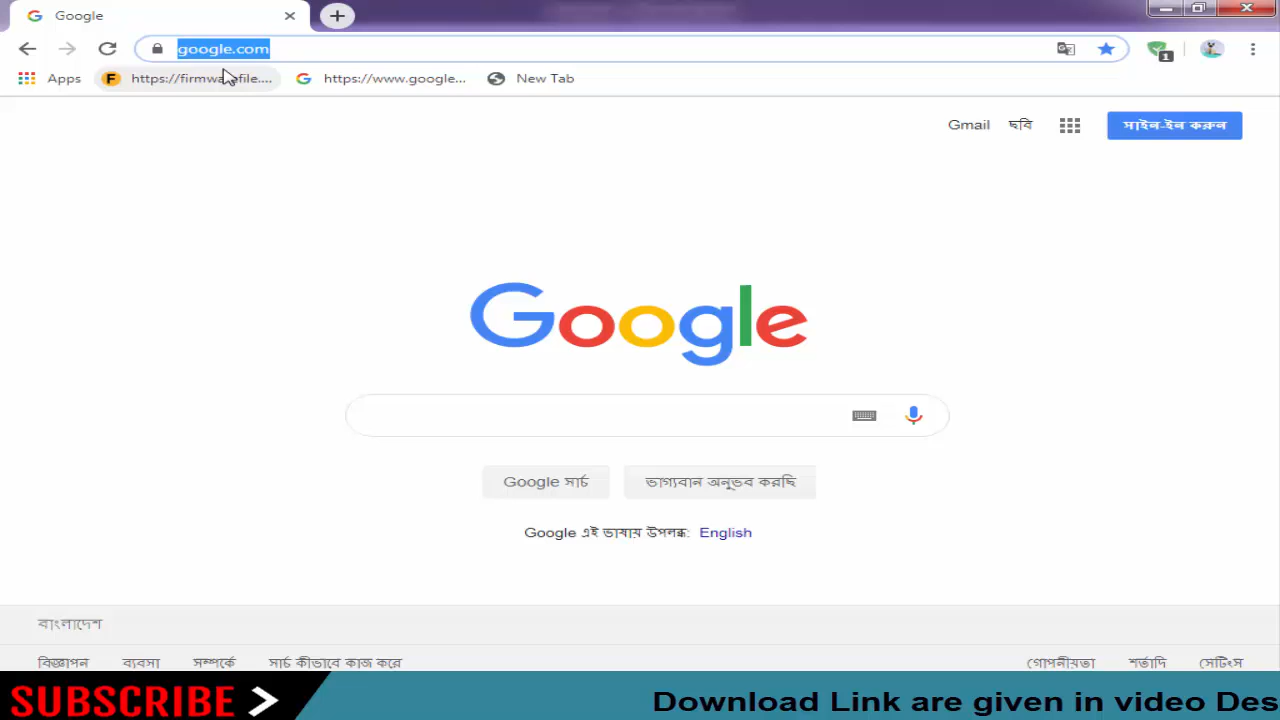 Google
google.com
1
Apps
F
https://firmwarefile....
https://www.google...
New Tab
Gmail
ছবি
সাইন-ইন করুন
Google
Google সার্চ
ভাগ্যবান অনুভব করছি
Google এই ভাষায় উপলব্ধ: English
বাংলাদেশ
বিজ্ঞাপন ব্যবসা সম্পর্কে সার্চ কীভাবে কাজ করে গোপনীয়তা শর্তাদি সেটিংস
SUBSCRIBE
Download Link are given in video Des